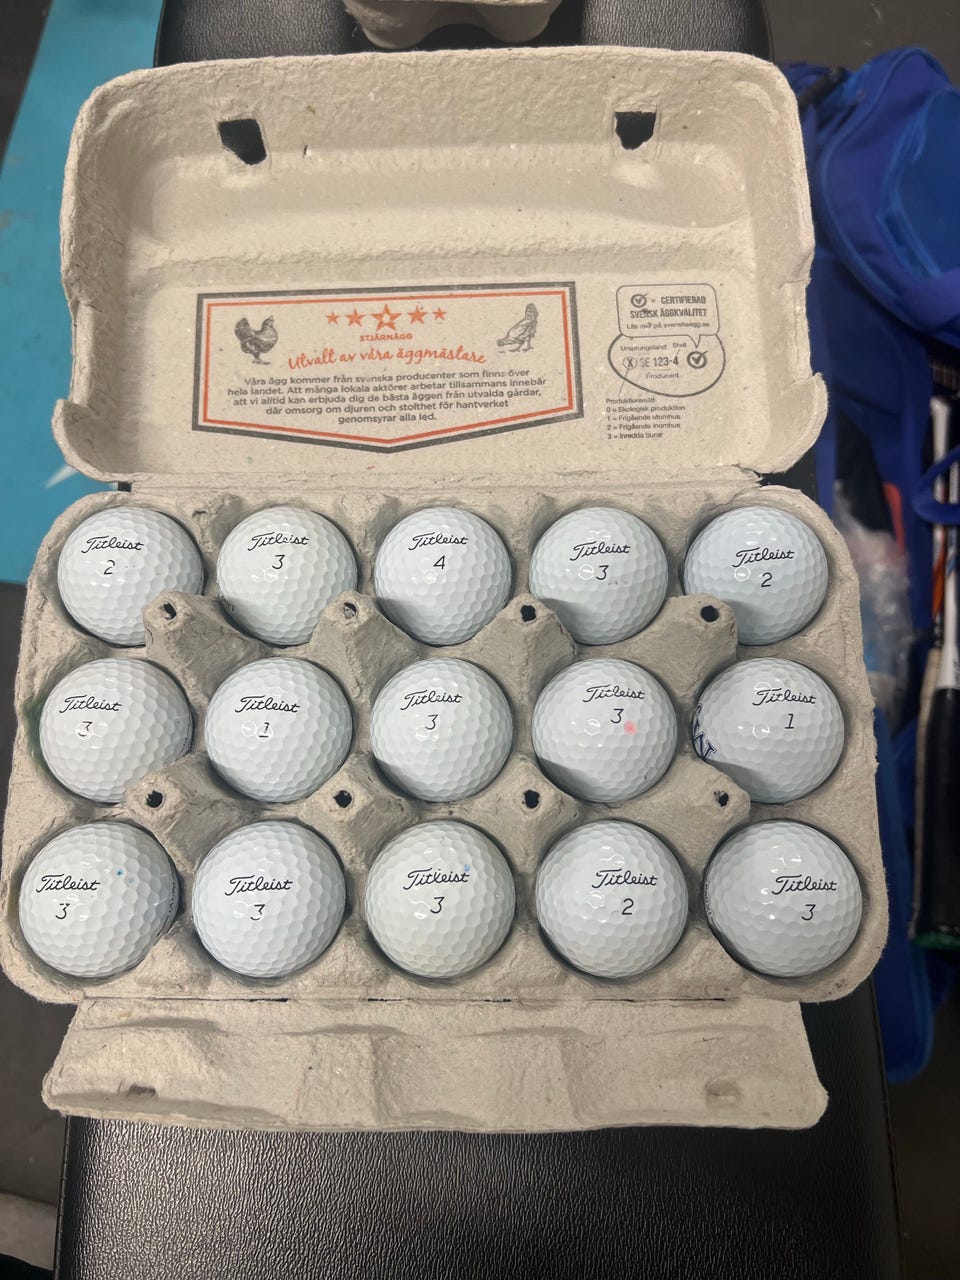 STJÄRNÄGG
Utvalt av våra äggmästare
Våra ägg kommer från svenska producenter som finns över
hela landet. Att många lokala aktörer arbetar tillsammans innebär
att vi alltid kan erbjuda dig de bästa äggen från utvalda gårdar,
där omsorg om djuren och stolthet för hantverket
genomsyrar alla led.
= CERTIFIERAD
SVENSK ÄGGKVALITET
Läs mer på svenskaagg.se
Ursprungsland Stall
X SE 123-4
Producent
Produktionssätt
0 = Ekologisk produktion
1 = Frigående utomhus
2 = Frigående inomhus
3 = Inredda burar
Titleist
2
Titleist
3
Titleist
4
Titleist
3
Titleist
2
Titleist
3
Titleist
1
Titleist
3
Titleist
3
Titleist
1
Titleist
3
Titleist
3
Titleist
3
Titleist
2
Titleist
3